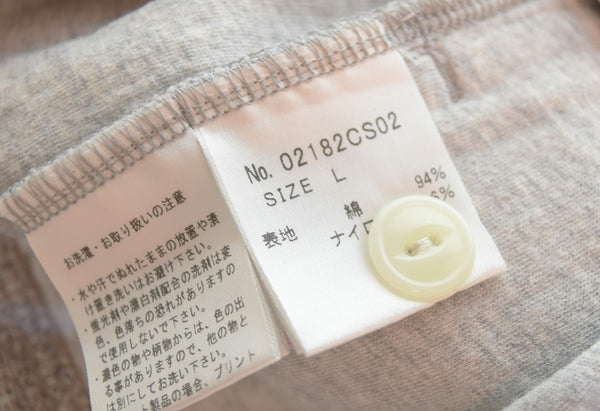 お洗濯・お取り扱いの注意
・水や汗でぬれたままの放置や漬
け置き洗いはお避け下さい。
・蛍光剤や漂白剤配合の洗剤は変
色、色落ちの恐れがありますの
で使用しないで下さい。
・濃色の物や柄物からは、色の出
る事がありますので、他の物と
は別にしてお洗い下さい。
ト製品の場合、プリント
No. 02182CS02
SIZE L
表地 綿 94%
ナイロ 6%